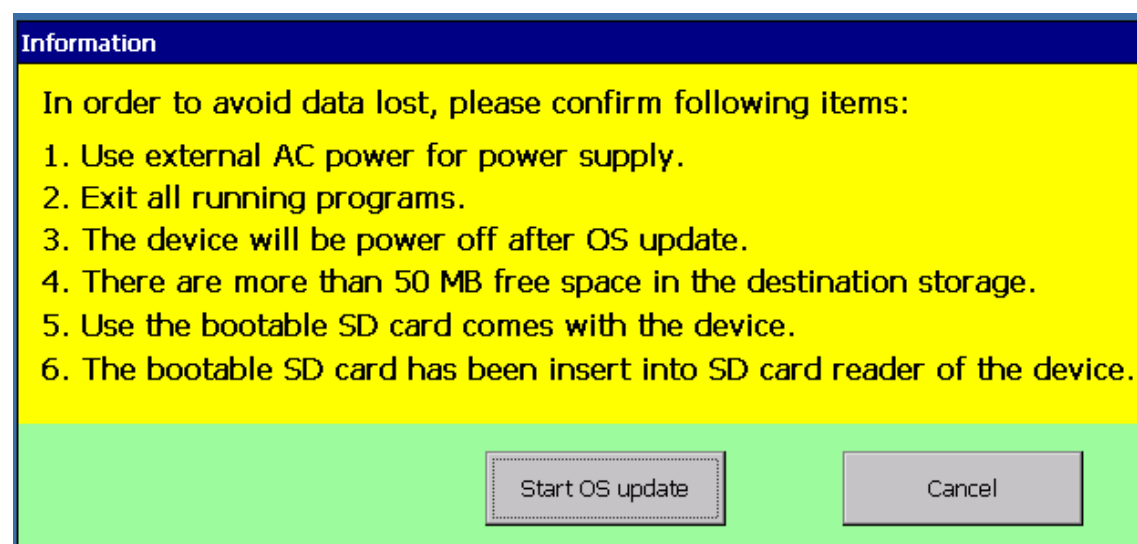 Information
In order to avoid data lost, please confirm following items:
1. Use external AC power for power supply.
2. Exit all running programs.
3. The device will be power off after OS update.
4. There are more than 50 MB free space in the destination storage.
5. Use the bootable SD card comes with the device.
6. The bootable SD card has been insert into SD card reader of the device.
Start OS update
Cancel